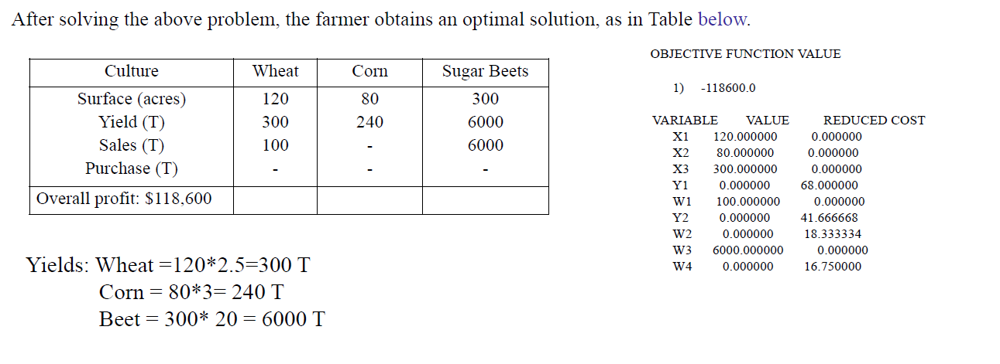 After solving the above problem, the farmer obtains an optimal solution, as in Table below.
Culture Wheat Corn Sugar Beets
Surface (acres) 120 80 300
Yield (T) 300 240 6000
Sales (T) 100 - 6000
Purchase (T) - - -
Overall profit: $118,600
Yields: Wheat =120*2.5=300 T
Corn = 80*3= 240 T
Beet = 300* 20 = 6000 T
OBJECTIVE FUNCTION VALUE
1) -118600.0
VARIABLE VALUE REDUCED COST
X1 120.000000 0.000000
X2 80.000000 0.000000
X3 300.000000 0.000000
Y1 0.000000 68.000000
W1 100.000000 0.000000
Y2 0.000000 41.666668
W2 0.000000 18.333334
W3 6000.000000 0.000000
W4 0.000000 16.750000